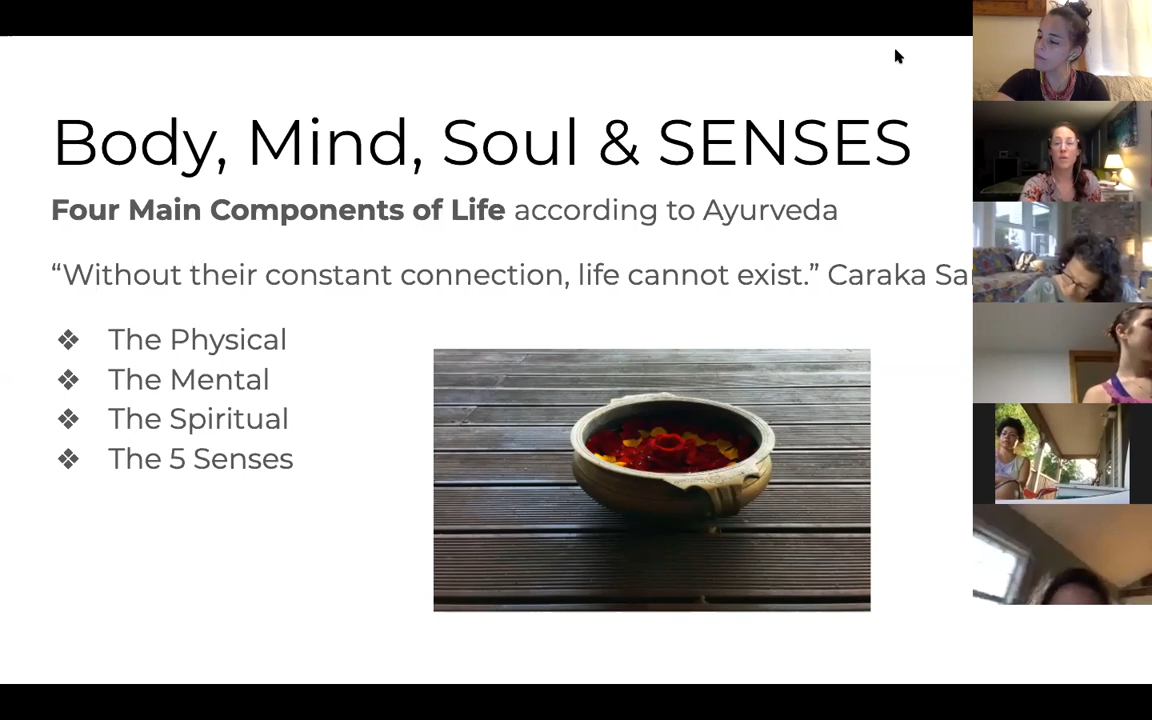 Body, Mind, Soul & SENSES
Four Main Components of Life according to Ayurveda
“Without their constant connection, life cannot exist.” Caraka
❖ The Physical
❖ The Mental
❖ The Spiritual
❖ The 5 Senses